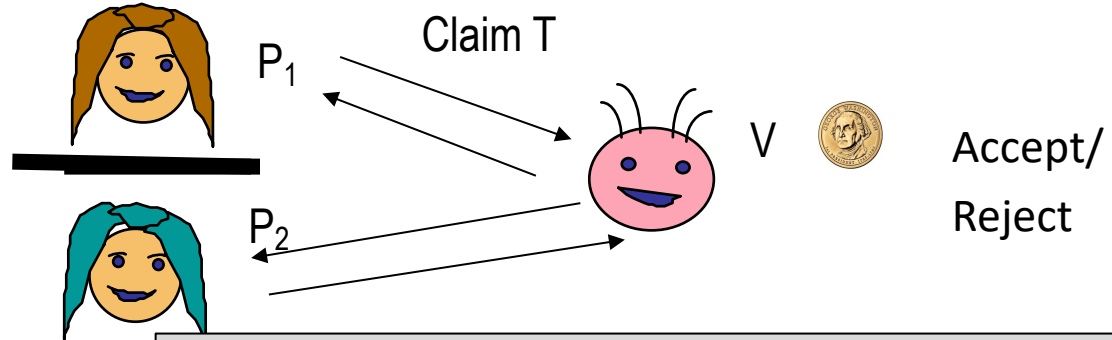 Claim T
P₁
V
Accept/
Reject
P₂